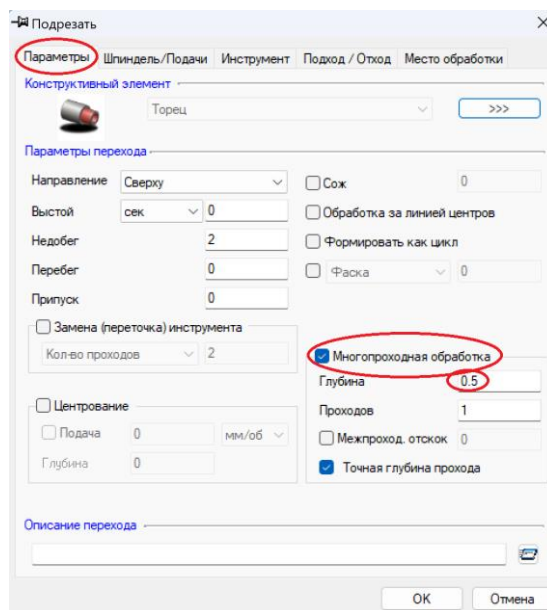 Подрезать
Параметры Шпиндель/Подачи Инструмент Подход / Отход Место обработки
Конструктивный элемент
Торец >>>
Параметры перехода
Направление Сверху Сож 0
Выстой сек 0 Обработка за линией центров
Недобег 2 Формировать как цикл
Перебег 0 Фаска 0
Припуск 0
Замена (переточка) инструмента
Кол-во проходов 2 Многопроходная обработка
Глубина 0.5
Центрование Проходов 1
Подача 0 мм/об Межпроход. отскок 0
Глубина 0 Точная глубина прохода
Описание перехода
OK Отмена